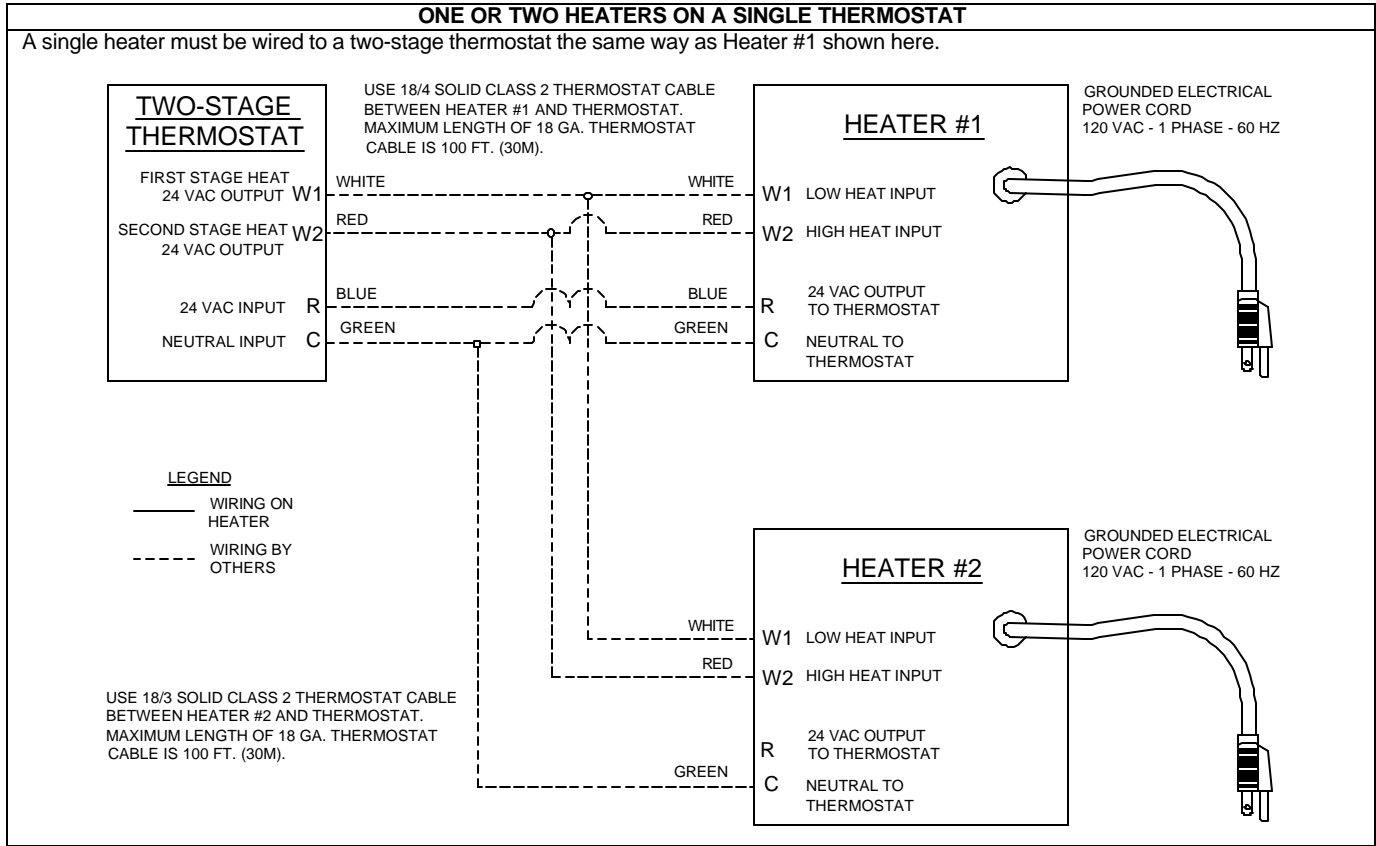 ONE OR TWO HEATERS ON A SINGLE THERMOSTAT
A single heater must be wired to a two-stage thermostat the same way as Heater #1 shown here.
TWO-STAGE
THERMOSTAT
FIRST STAGE HEAT
24 VAC OUTPUT W1
SECOND STAGE HEAT W2
24 VAC OUTPUT
24 VAC INPUT R
NEUTRAL INPUT C
USE 18/4 SOLID CLASS 2 THERMOSTAT CABLE
BETWEEN HEATER #1 AND THERMOSTAT.
MAXIMUM LENGTH OF 18 GA. THERMOSTAT
CABLE IS 100 FT. (30M).
WHITE
RED
BLUE
GREEN
WHITE
RED
BLUE
GREEN
HEATER #1
W1 LOW HEAT INPUT
W2 HIGH HEAT INPUT
R 24 VAC OUTPUT
TO THERMOSTAT
C NEUTRAL TO
THERMOSTAT
GROUNDED ELECTRICAL
POWER CORD
120 VAC - 1 PHASE - 60 HZ
LEGEND
WIRING ON
HEATER
WIRING BY
OTHERS
USE 18/3 SOLID CLASS 2 THERMOSTAT CABLE
BETWEEN HEATER #2 AND THERMOSTAT.
MAXIMUM LENGTH OF 18 GA. THERMOSTAT
CABLE IS 100 FT. (30M).
WHITE
RED
GREEN
HEATER #2
W1 LOW HEAT INPUT
W2 HIGH HEAT INPUT
R 24 VAC OUTPUT
TO THERMOSTAT
C NEUTRAL TO
THERMOSTAT
GROUNDED ELECTRICAL
POWER CORD
120 VAC - 1 PHASE - 60 HZ